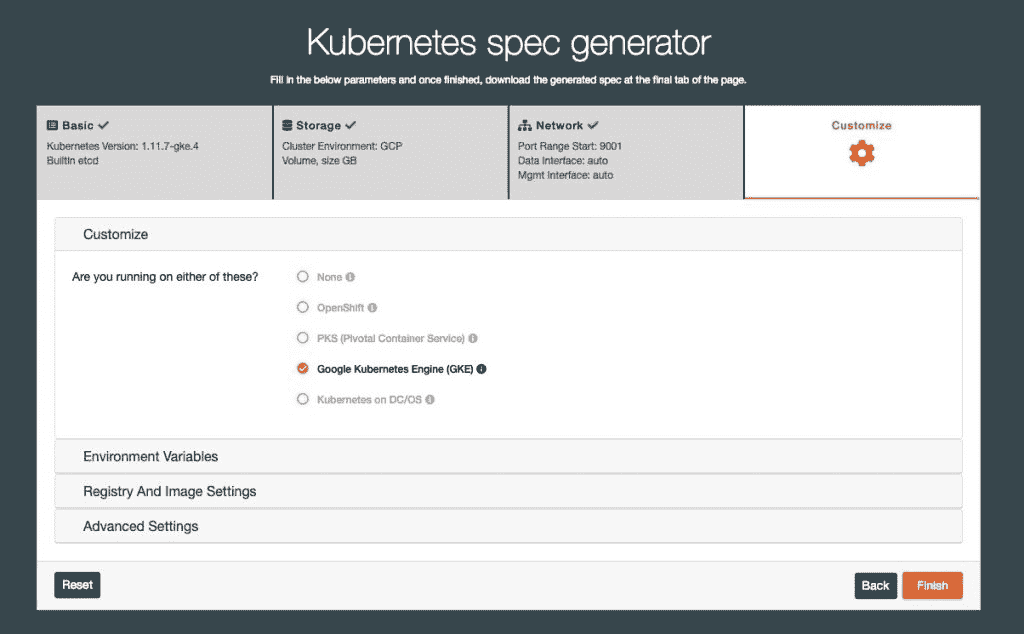 Kubernetes spec generator
Fill in the below parameters and once finished, download the generated spec at the final tab of the page.
Basic
Kubernetes Version: 1.11.7-gke.4
Builtin etcd
Storage
Cluster Environment: GCP
Volume, size GB
Network
Port Range Start: 9001
Data Interface: auto
Mgmt Interface: auto
Customize
Customize
Are you running on either of these?
None
OpenShift
PKS (Pivotal Container Service)
Google Kubernetes Engine (GKE)
Kubernetes on DC/OS
Environment Variables
Registry And Image Settings
Advanced Settings
Reset
Back
Finish